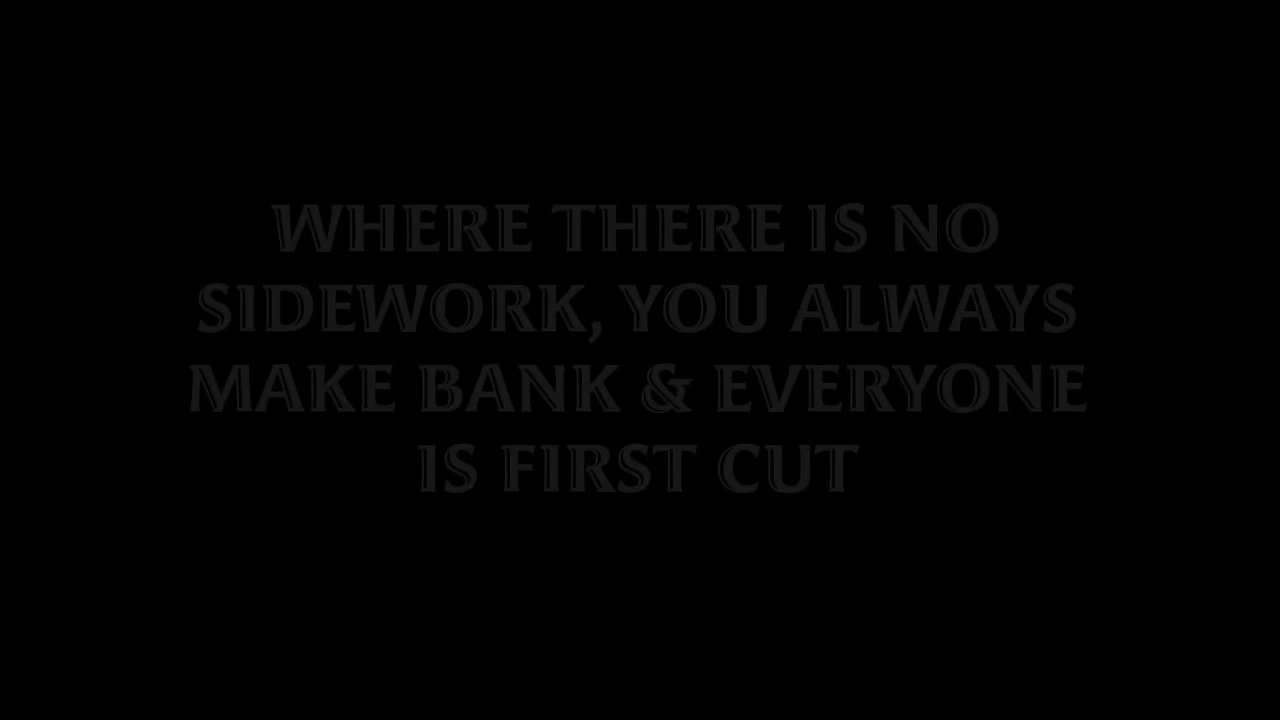 WHERE THERE IS NO
SIDEWORK, YOU ALWAYS
MAKE BANK & EVERYONE
IS FIRST CUT